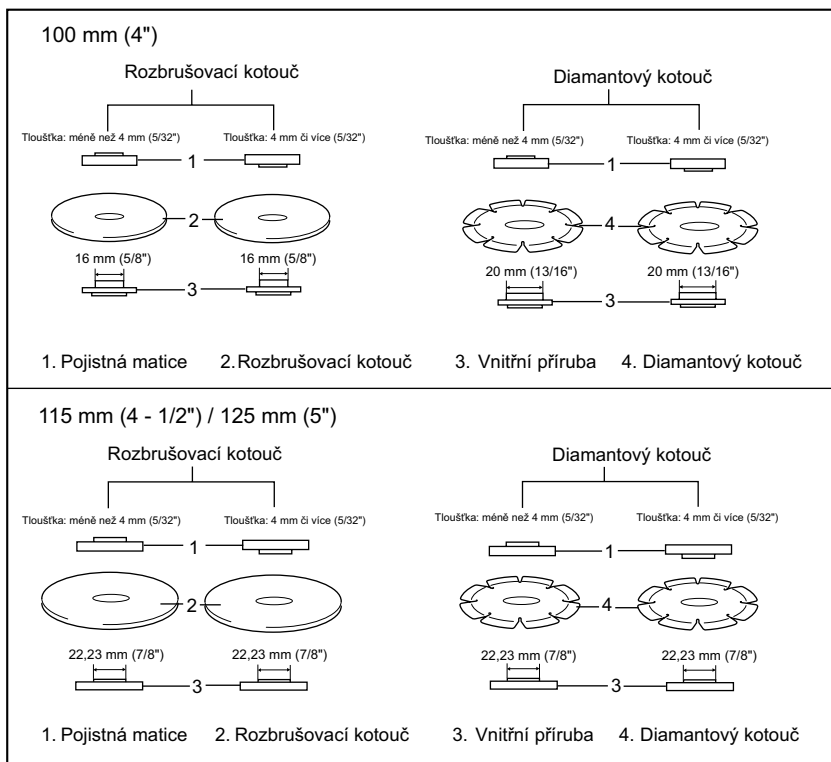 100 mm (4")
Rozbrušovací kotouč
Diamantový kotouč
Tloušťka: méně než 4 mm (5/32")
Tloušťka: 4 mm či více (5/32")
Tloušťka: méně než 4 mm (5/32")
Tloušťka: 4 mm či více (5/32")
1
1
2
4
16 mm (5/8")
16 mm (5/8")
20 mm (13/16")
20 mm (13/16")
3
3
1. Pojistná matice 2.Rozbrušovací kotouč 3. Vnitřní příruba 4. Diamantový kotouč
115 mm (4 - 1/2") / 125 mm (5")
Rozbrušovací kotouč
Diamantový kotouč
Tloušťka: méně než 4 mm (5/32")
Tloušťka: 4 mm či více (5/32")
Tloušťka: méně než 4 mm (5/32")
Tloušťka: 4 mm či více (5/32")
1
1
2
4
22,23 mm (7/8")
22,23 mm (7/8")
22,23 mm (7/8")
22,23 mm (7/8")
3
3
1. Pojistná matice 2. Rozbrušovací kotouč 3. Vnitřní příruba 4. Diamantový kotouč